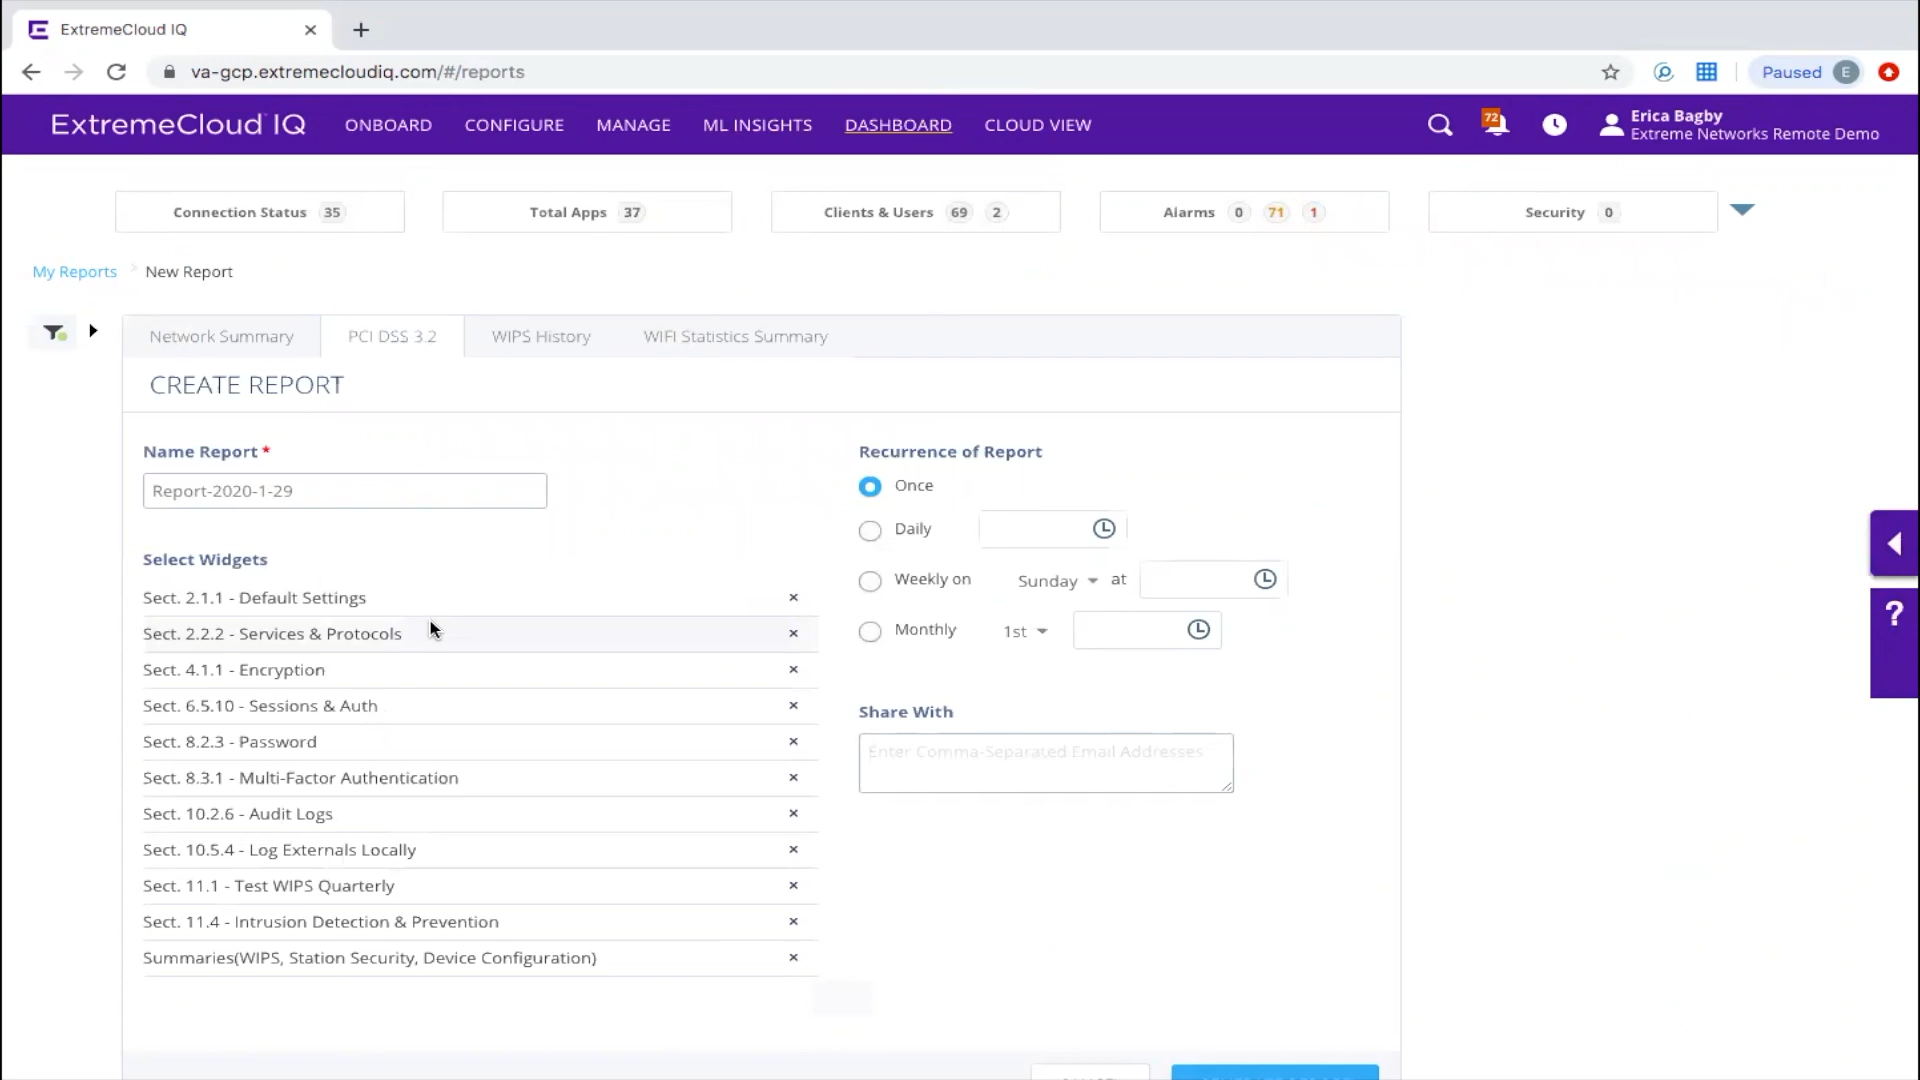 ExtremeCloud IQ
va-gcp.extremecloudiq.com/#/reports
Paused E
ExtremeCloud IQ ONBOARD CONFIGURE MANAGE ML INSIGHTS DASHBOARD CLOUD VIEW 72 Erica Bagby
Extreme Networks Remote Demo
Connection Status 35 Total Apps 37 Clients & Users 69 2 Alarms 0 71 1 Security 0
My Reports > New Report
Network Summary PCI DSS 3.2 WIPS History WIFI Statistics Summary
CREATE REPORT
Name Report *
Report-2020-1-29
Select Widgets
Sect. 2.1.1 - Default Settings
Sect. 2.2.2 - Services & Protocols
Sect. 4.1.1 - Encryption
Sect. 6.5.10 - Sessions & Auth
Sect. 8.2.3 - Password
Sect. 8.3.1 - Multi-Factor Authentication
Sect. 10.2.6 - Audit Logs
Sect. 10.5.4 - Log Externals Locally
Sect. 11.1 - Test WIPS Quarterly
Sect. 11.4 - Intrusion Detection & Prevention
Summaries(WIPS, Station Security, Device Configuration)
Recurrence of Report
Once
Daily
Weekly on Sunday at
Monthly 1st
Share With
Enter Comma-Separated Email Addresses
?